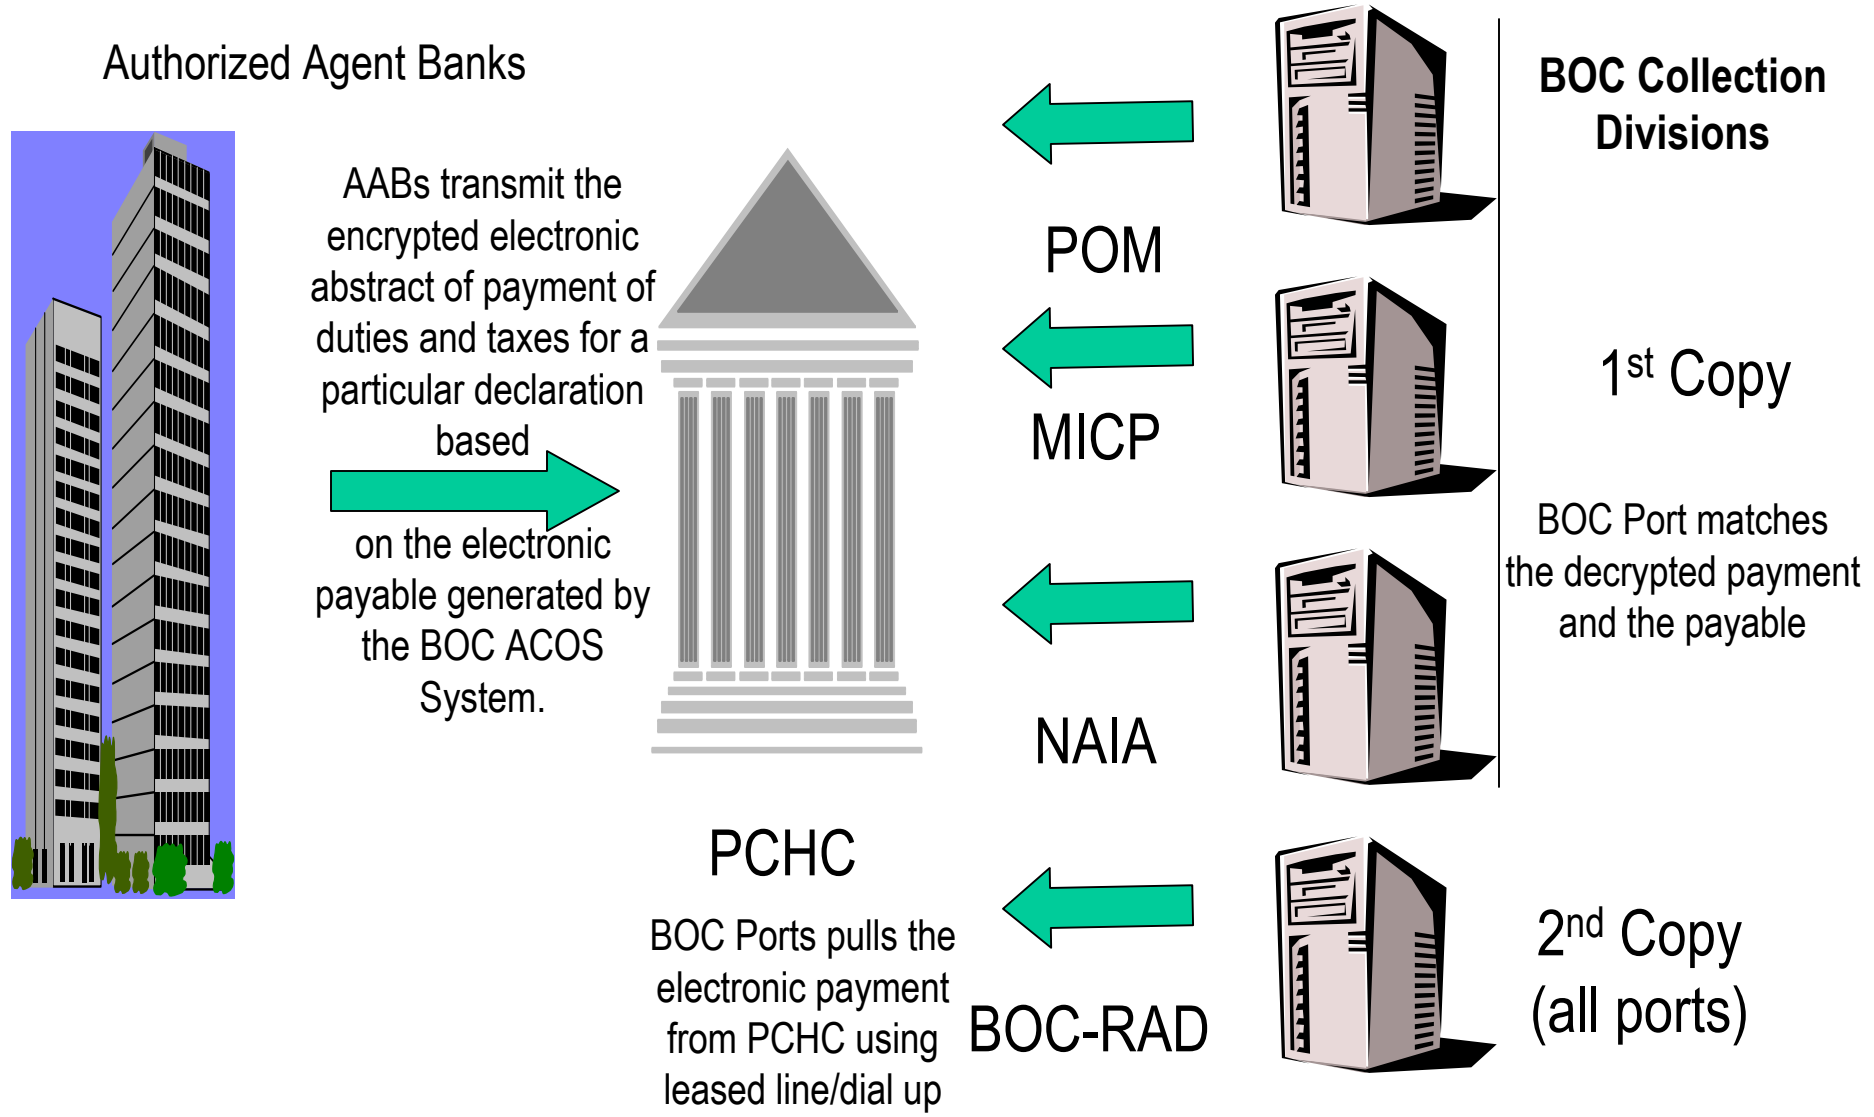 Authorized Agent Banks
AABs transmit the
encrypted electronic
abstract of payment of
duties and taxes for a
particular declaration
based
on the electronic
payable generated by
the BOC ACOS
System.
PCHC
BOC Ports pulls the
electronic payment
from PCHC using
leased line/dial up
POM
MICP
NAIA
BOC-RAD
BOC Collection
Divisions
1st Copy
BOC Port matches
the decrypted payment
and the payable
2nd Copy
(all ports)